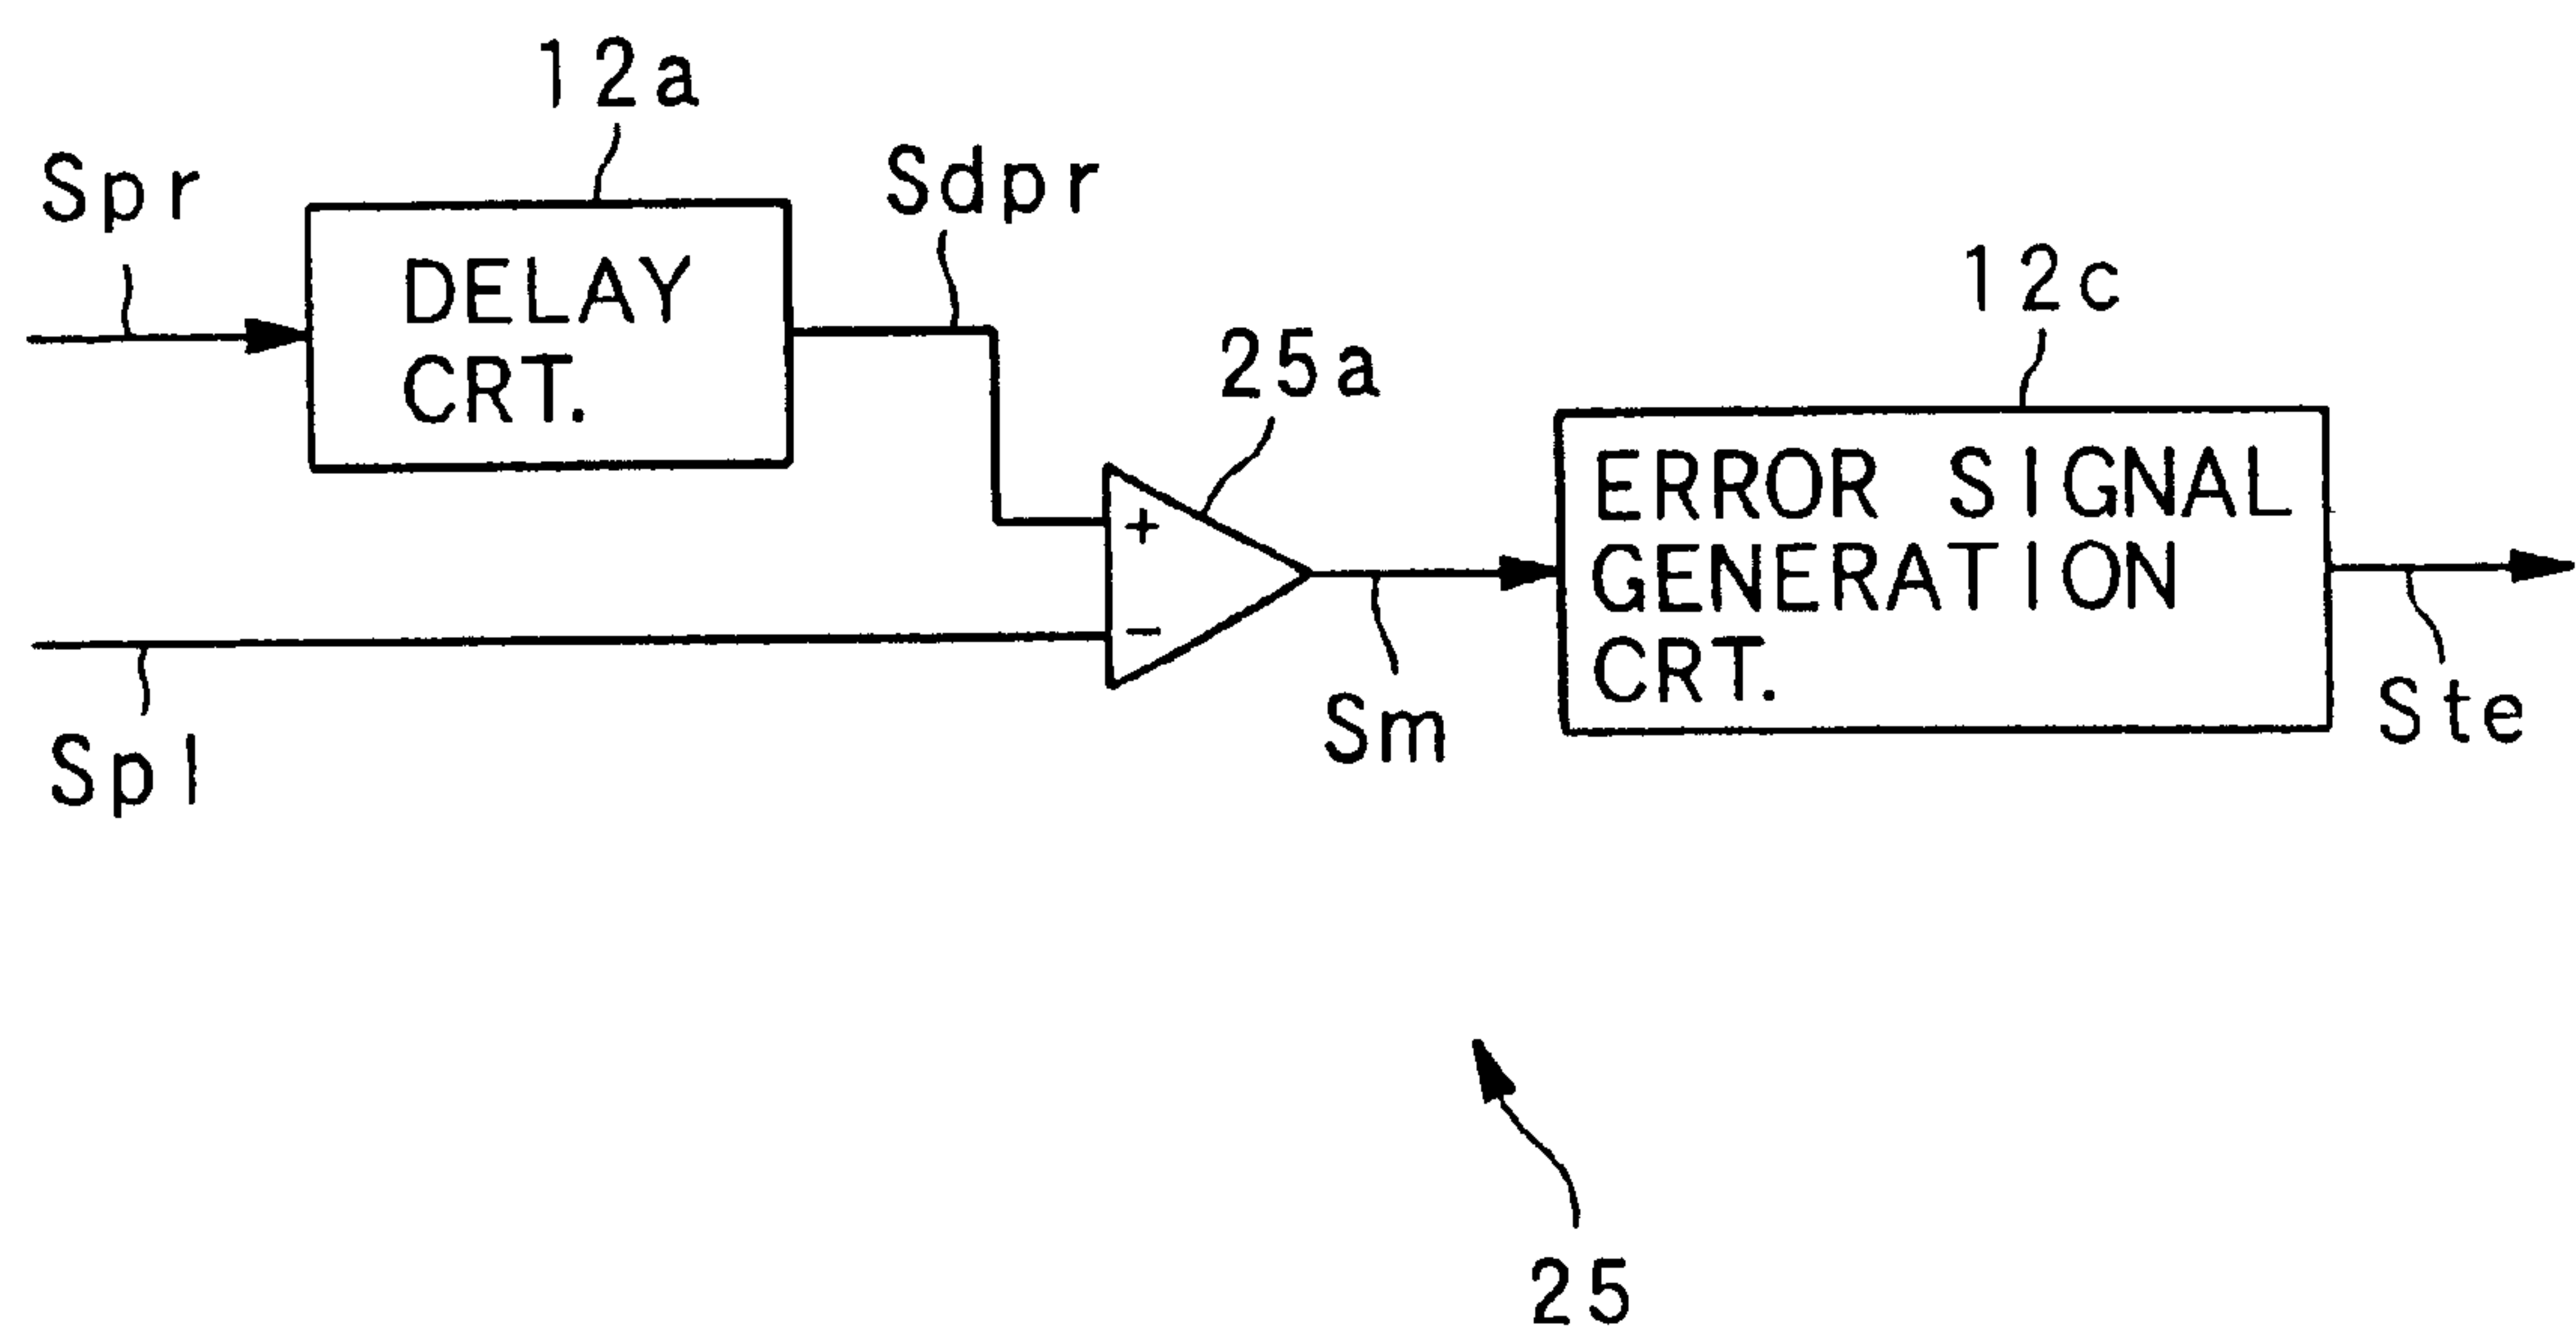 12a
Spr
Sdpr
DELAY
CRT.
12c
25a
+
-
ERROR SIGNAL
GENERATION
CRT.
Sm
Ste
Spl
25